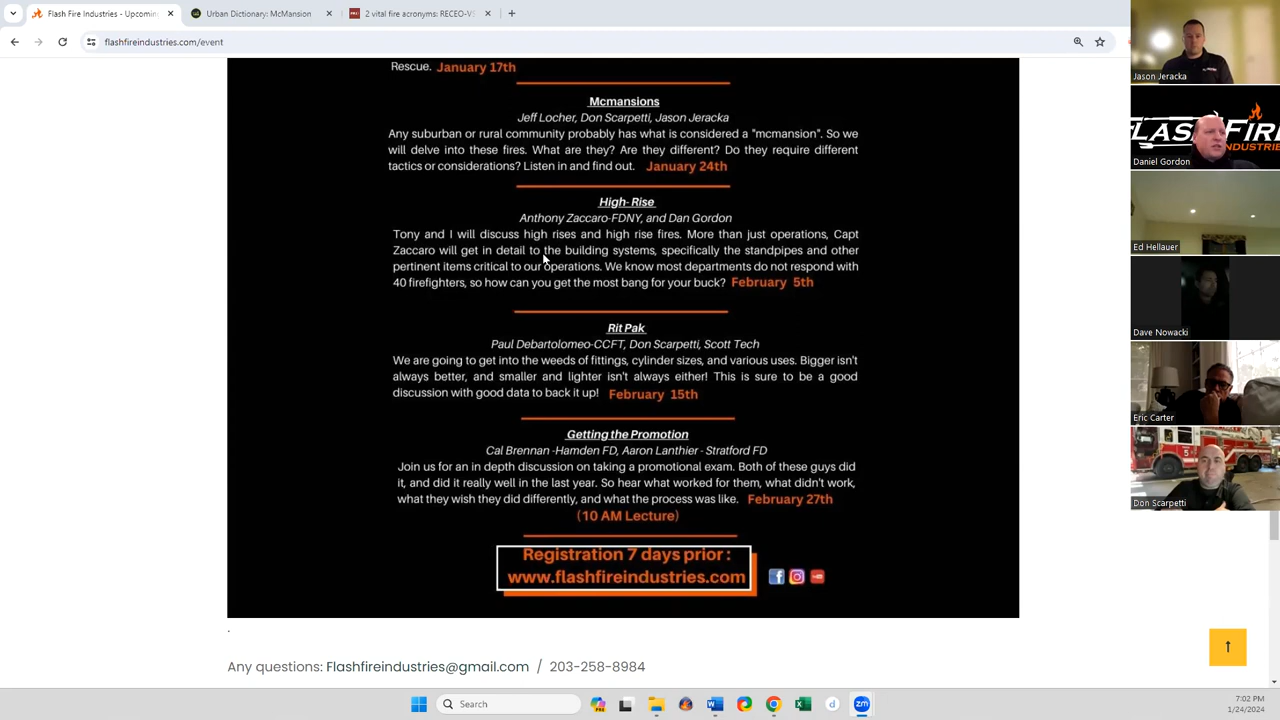 Flash Fire Industries - Upcomin
Urban Dictionary: McMansion
2 vital fire acronyms: RECEO-V
flashfireindustries.com/event
Rescue. January 17th
Mcmansions
Jeff Locher, Don Scarpetti, Jason Jeracka
Any suburban or rural community probably has what is considered a "mcmansion". So we
will delve into these fires. What are they? Are they different? Do they require different
tactics or considerations? Listen in and find out. January 24th
High- Rise
Anthony Zaccaro-FDNY, and Dan Gordon
Tony and I will discuss high rises and high rise fires. More than just operations, Capt
Zaccaro will get in detail to the building systems, specifically the standpipes and other
pertinent items critical to our operations. We know most departments do not respond with
40 firefighters, so how can you get the most bang for your buck? February 5th
Rit Pak
Paul Debartolomeo-CCFT, Don Scarpetti, Scott Tech
We are going to get into the weeds of fittings, cylinder sizes, and various uses. Bigger isn't
always better, and smaller and lighter isn't always either! This is sure to be a good
discussion with good data to back it up! February 15th
Getting the Promotion
Cal Brennan -Hamden FD, Aaron Lanthier - Stratford FD
Join us for an in depth discussion on taking a promotional exam. Both of these guys did
it, and did it really well in the last year. So hear what worked for them, what didn't work,
what they wish they did differently, and what the process was like. February 27th
(10 AM Lecture)
Registration 7 days prior :
www.flashfireindustries.com
.
Any questions: Flashfireindustries@gmail.com / 203-258-8984
Search
7:02 PM
1/24/2024
Jason Jeracka
FLASH FIRE
INDUSTRIES
Daniel Gordon
Ed Hellauer
Dave Nowacki
Eric Carter
5
Don Scarpetti